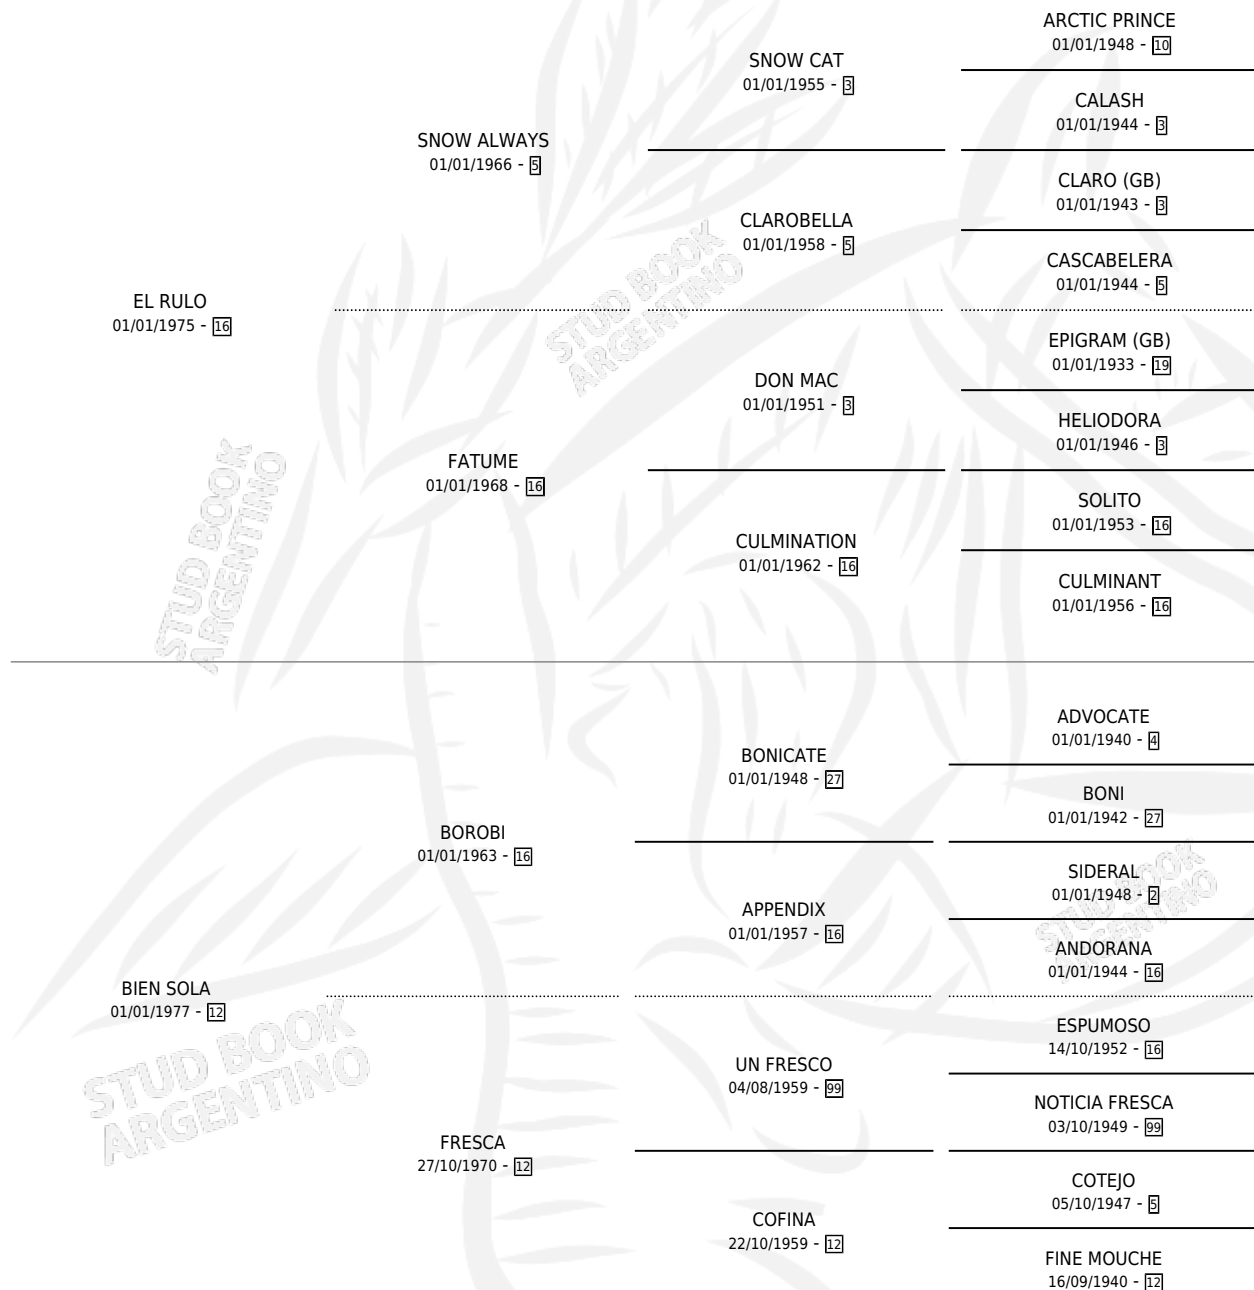 ARCTIC PRINCE
01/01/1948 - 10
SNOW CAT
01/01/1955 - 3
CALASH
01/01/1944 - 3
SNOW ALWAYS
01/01/1966 - 5
CLARO (GB)
01/01/1943 - 3
CLAROBELLA
01/01/1958 - 5
CASCABELERA
01/01/1944 - 5
EL RULO
01/01/1975 - 16
EPIGRAM (GB)
01/01/1933 - 19
DON MAC
01/01/1951 - 3
HELIODORA
01/01/1946 - 3
FATUME
01/01/1968 - 16
SOLITO
01/01/1953 - 16
CULMINATION
01/01/1962 - 16
CULMINANT
01/01/1956 - 16
STUD BOOK
ARGENTINO
STUD BOOK
ARGENTINO
ADVOCATE
01/01/1940 - 4
BONICATE
01/01/1948 - 27
BONI
01/01/1942 - 27
BOROBI
01/01/1963 - 16
SIDERAL
01/01/1948 - 2
APPENDIX
01/01/1957 - 16
ANDORANA
01/01/1944 - 16
BIEN SOLA
01/01/1977 - 12
ESPUMOSO
14/10/1952 - 16
UN FRESCO
04/08/1959 - 99
NOTICIA FRESCA
03/10/1949 - 99
FRESCA
27/10/1970 - 12
COTEJO
05/10/1947 - 5
COFINA
22/10/1959 - 12
FINE MOUCHE
16/09/1940 - 12
STUD BOOK
ARGENTINO
STUD BOOK
ARGENTINO